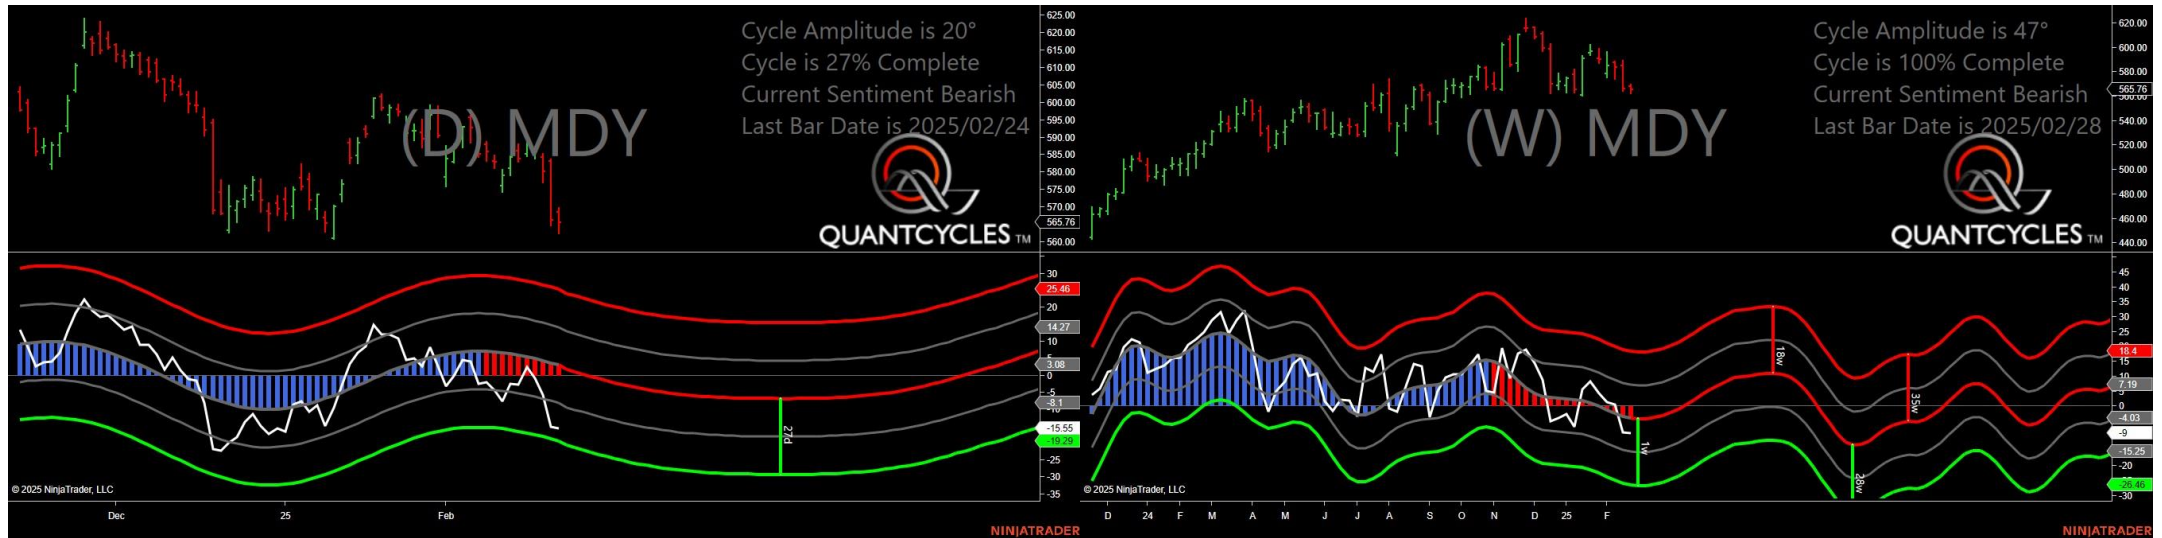 Cycle Amplitude is 20°
Cycle is 27% Complete
Current Sentiment Bearish
Last Bar Date is 2025/02/24
(D) MDY
QUANTCYCLES TM
625.00
620.00
615.00
610.00
605.00
600.00
595.00
590.00
585.00
580.00
575.00
570.00
565.76
560.00
30
25.46
20
14.27
10
3.08
0
-5
-8.1
-15.55
-19.29
-25
-30
-35
27d
© 2025 NinjaTrader, LLC
Dec
25
Feb
NINJATRADER
Cycle Amplitude is 47°
Cycle is 100% Complete
Current Sentiment Bearish
Last Bar Date is 2025/02/28
(W) MDY
QUANTCYCLES TM
620.00
600.00
580.00
565.76
540.00
520.00
500.00
480.00
460.00
440.00
45
40
35
30
25
18.4
15
10
7.19
0
-4.03
-9
-15.25
-20
-26.46
-30
18w
35w
1w
28w
© 2025 NinjaTrader, LLC
D
24
F
M
A
M
J
J
A
S
O
N
D
25
F
NINJATRADER